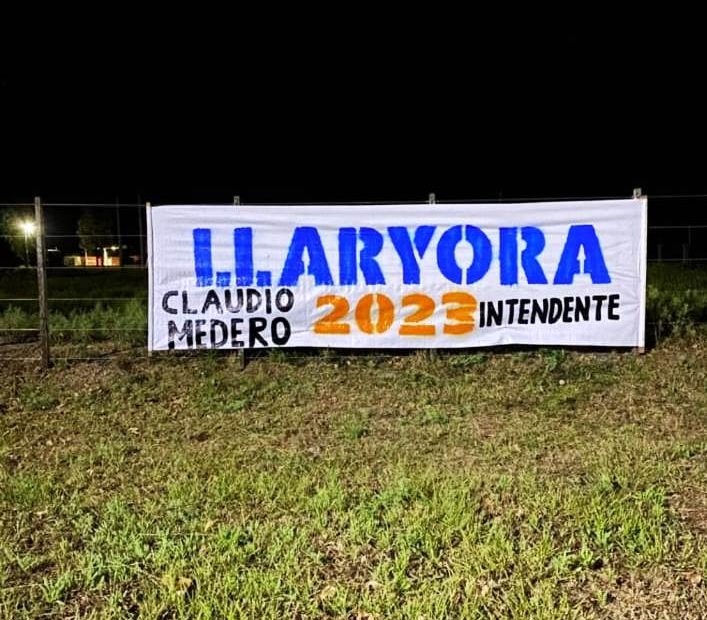 LLARYORA
CLAUDIO
MEDERO
2023
INTENDENTE